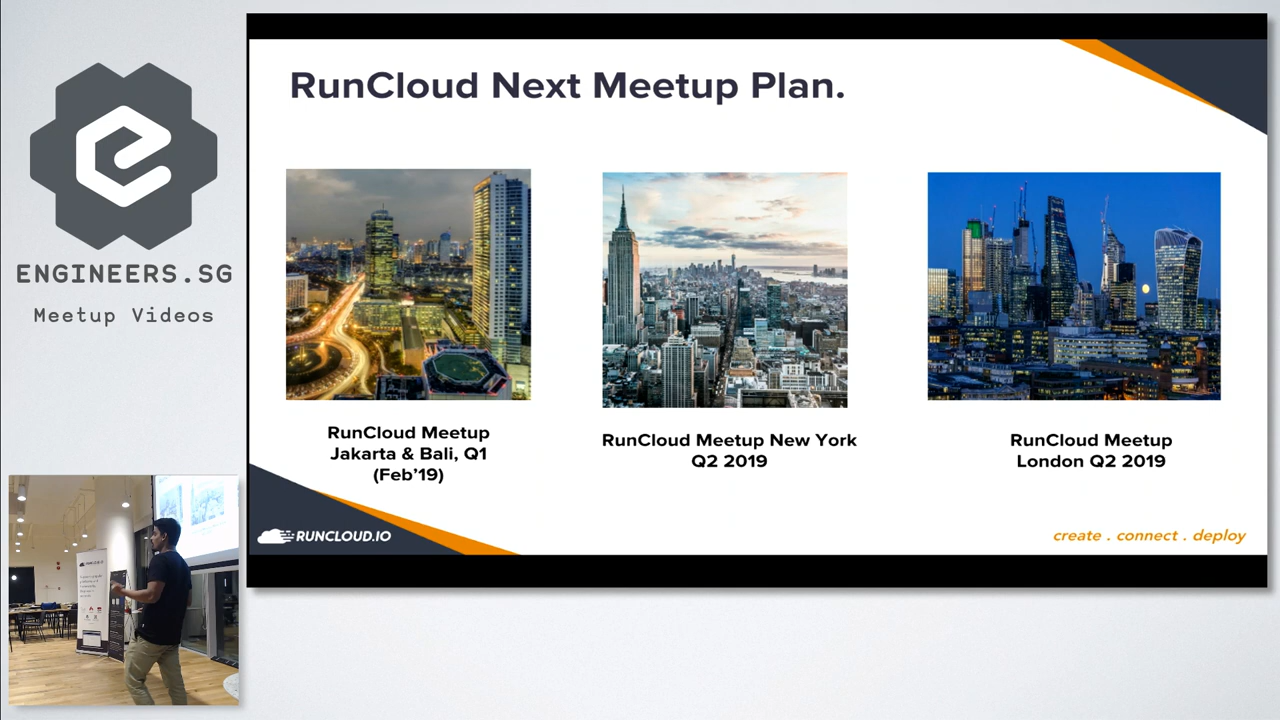 ENGINEERS.SG
Meetup Videos
RunCloud Next Meetup Plan.
RunCloud Meetup
Jakarta & Bali, Q1
(Feb'19)
RunCloud Meetup New York
Q2 2019
RunCloud Meetup
London Q2 2019
RUNCLOUD.IO
create . connect . deploy